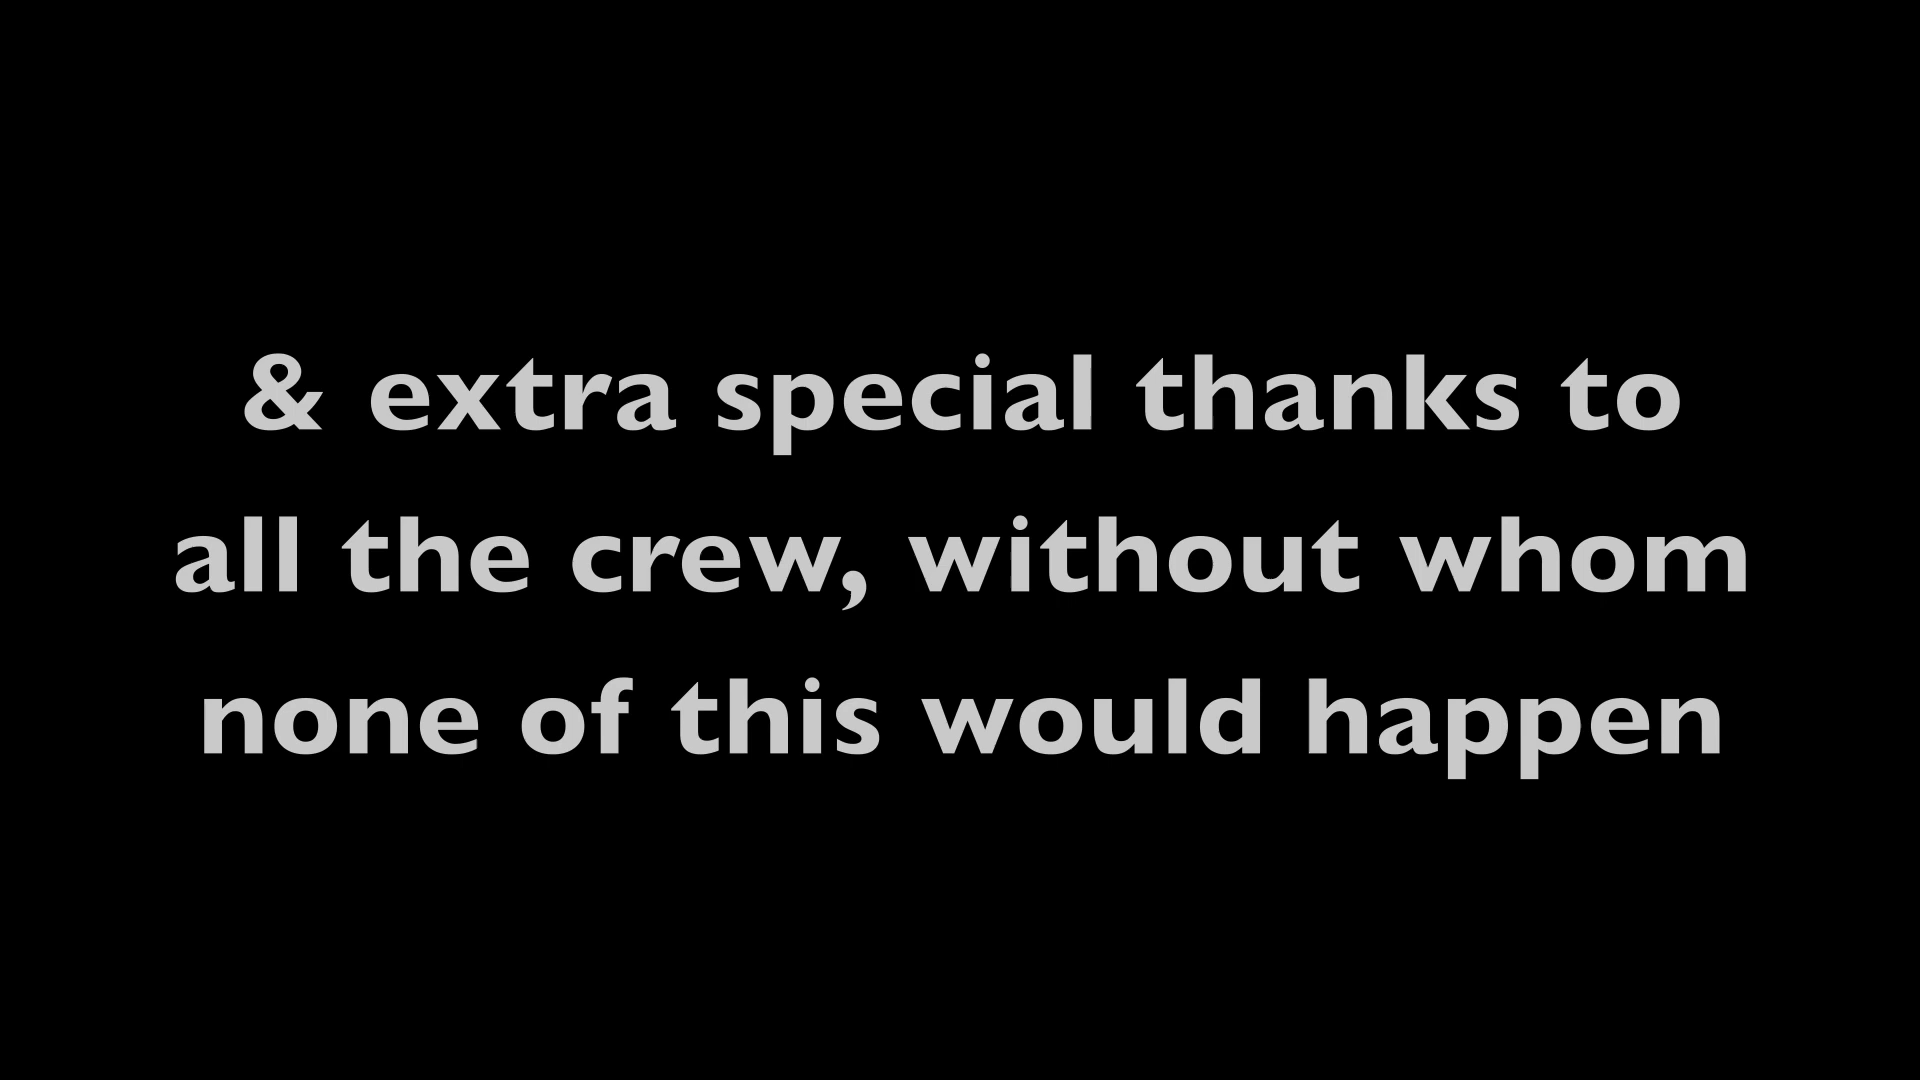 & extra special thanks to
all the crew, without whom
none of this would happen